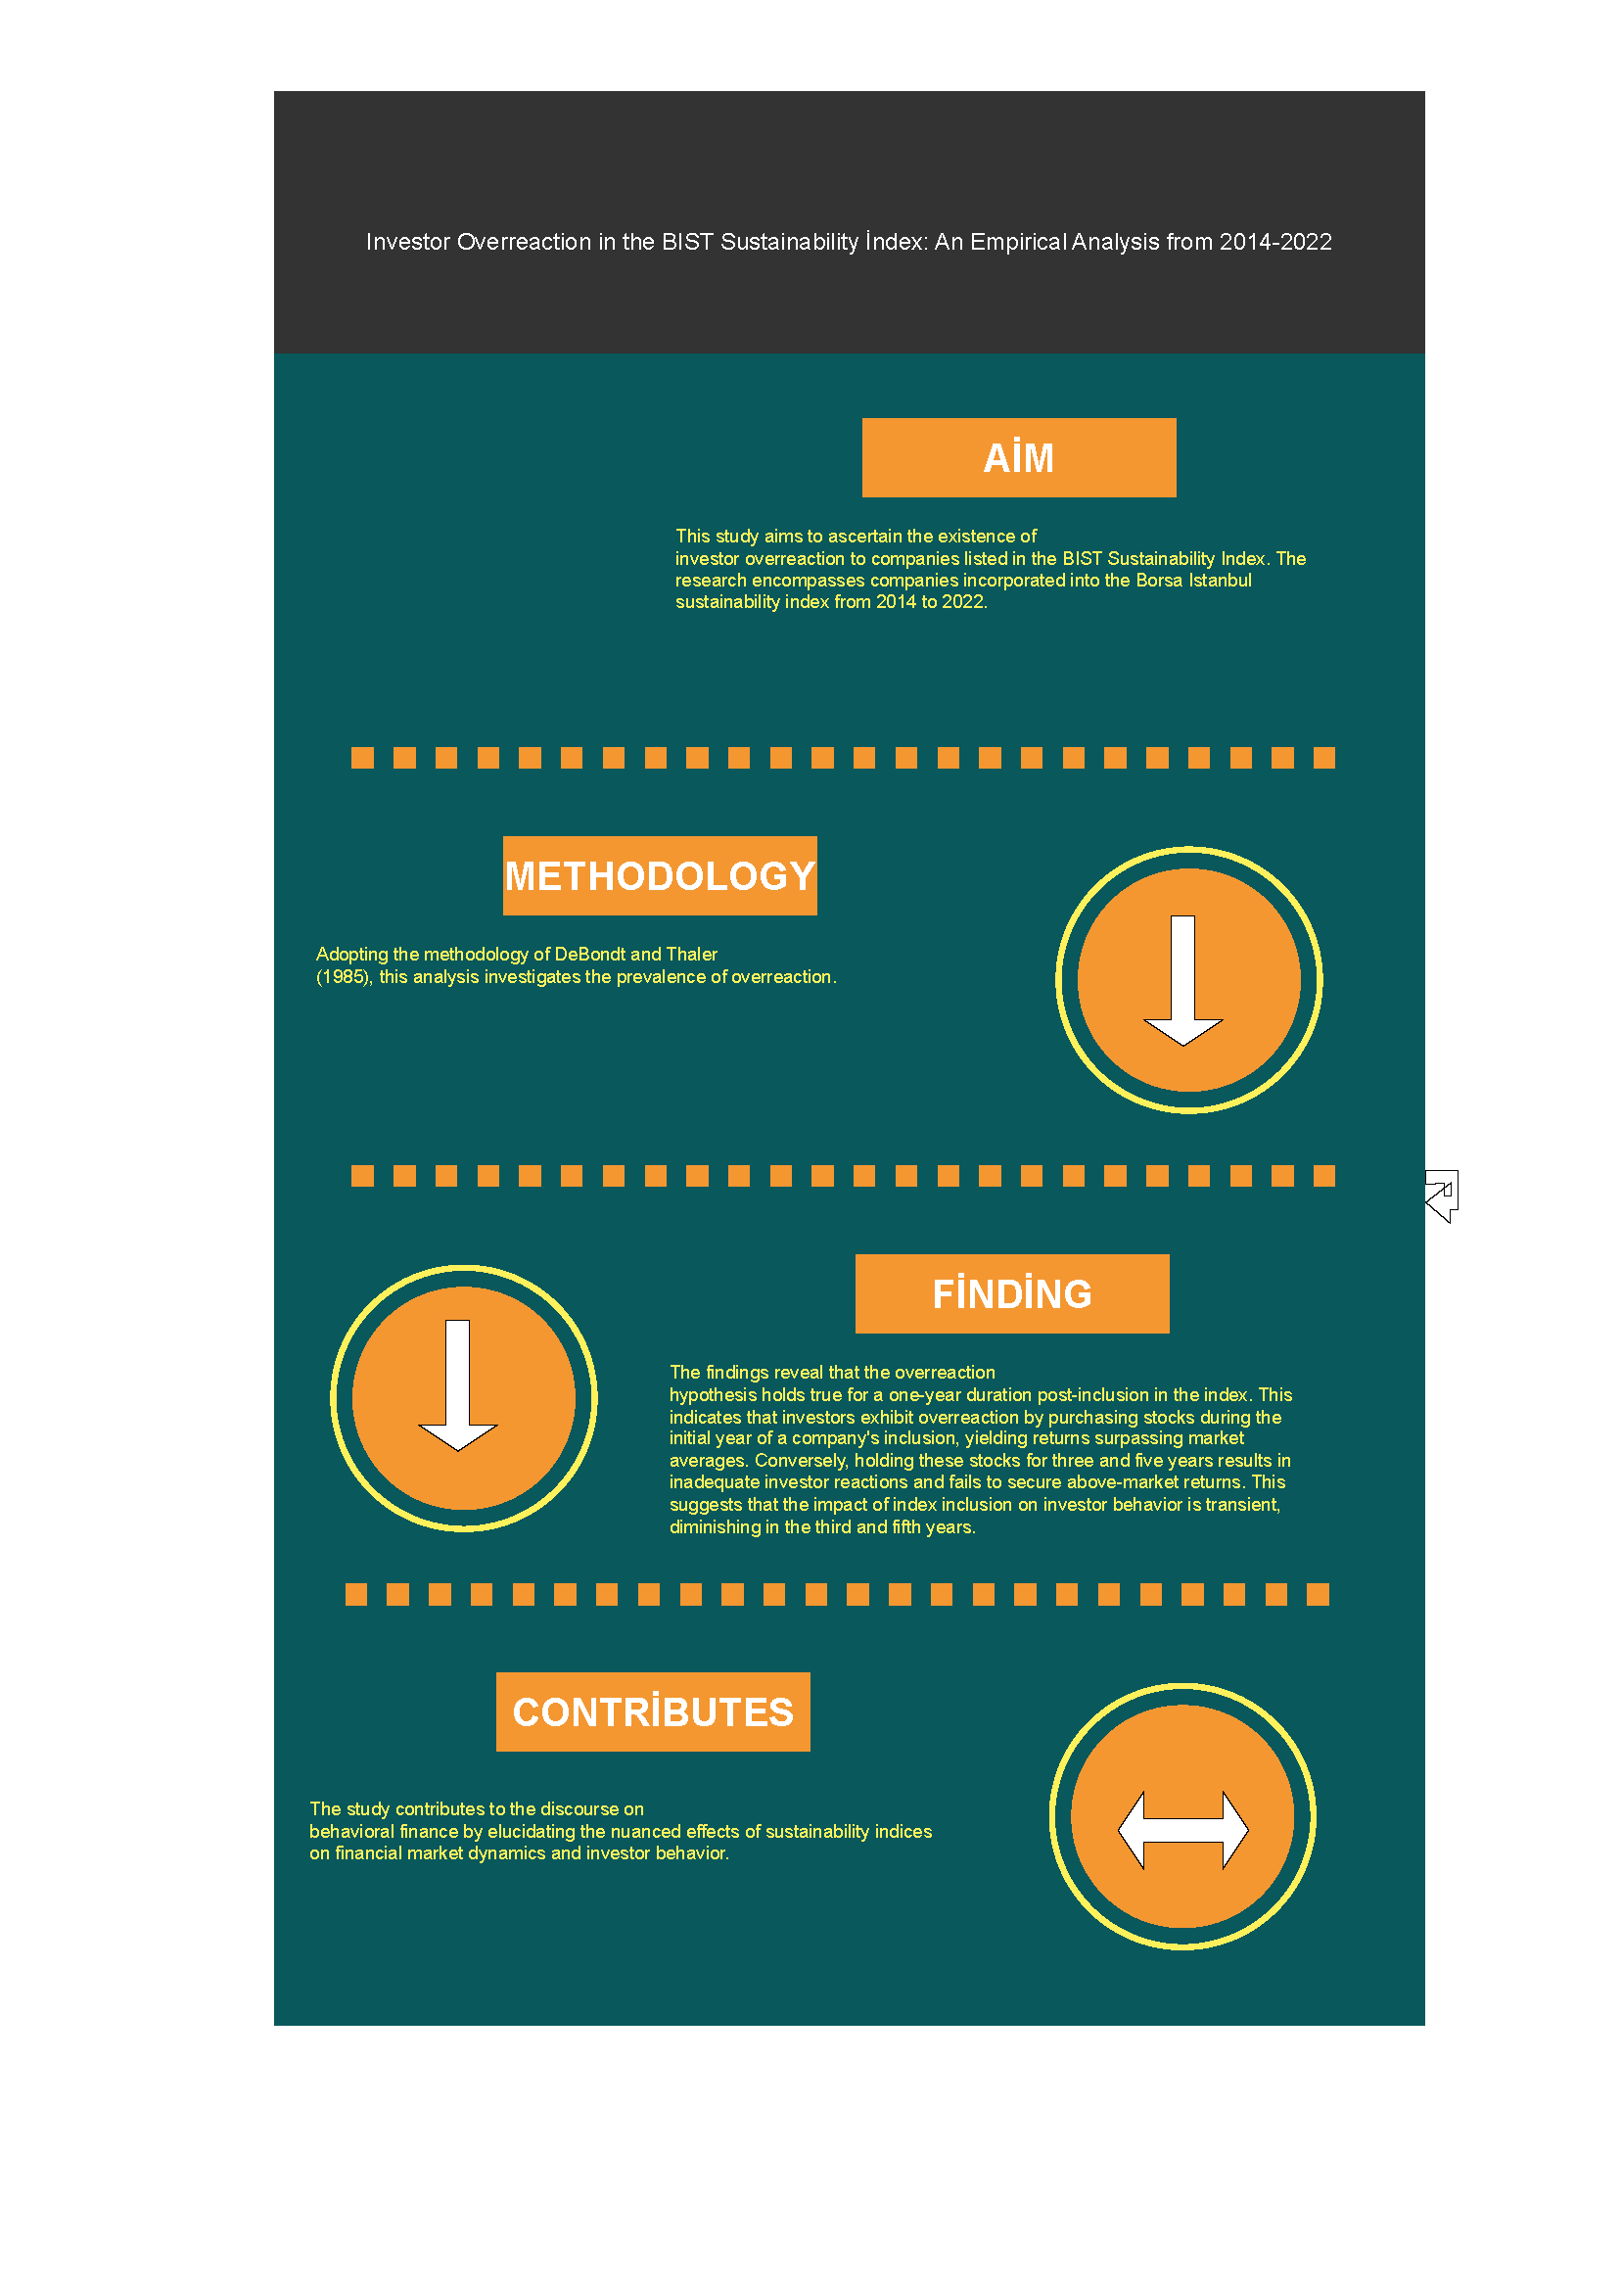 Investor Overreaction in the BIST Sustainability İndex: An Empirical Analysis from 2014-2022
AİM
This study aims to ascertain the existence of
investor overreaction to companies listed in the BIST Sustainability Index. The
research encompasses companies incorporated into the Borsa Istanbul
sustainability index from 2014 to 2022.
METHODOLOGY
Adopting the methodology of DeBondt and Thaler
(1985), this analysis investigates the prevalence of overreaction.
FİNDİNG
The findings reveal that the overreaction
hypothesis holds true for a one-year duration post-inclusion in the index. This
indicates that investors exhibit overreaction by purchasing stocks during the
initial year of a company's inclusion, yielding returns surpassing market
averages. Conversely, holding these stocks for three and five years results in
inadequate investor reactions and fails to secure above-market returns. This
suggests that the impact of index inclusion on investor behavior is transient,
diminishing in the third and fifth years.
CONTRİBUTES
The study contributes to the discourse on
behavioral finance by elucidating the nuanced effects of sustainability indices
on financial market dynamics and investor behavior.